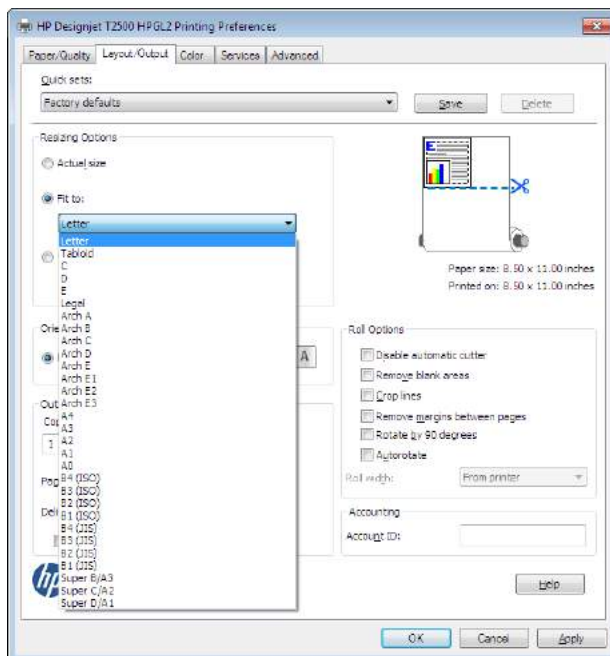 HP Designjet T2500 HPGL2 Printing Preferences
Paper/Quality Layout/Output Color Services Advanced
Quick sets:
Factory defaults
Save
Delete
Resizing Options
Actual size
Fit to:
Letter
Letter
Tabloid
C
D
E
Legal
Arch A
Arch B
Arch C
Arch D
Arch E
Arch E1
Arch E2
Arch E3
A4
A3
A2
A1
A0
B4 (ISO)
B3 (ISO)
B2 (ISO)
B1 (ISO)
B4 (JIS)
B3 (JIS)
B2 (JIS)
B1 (JIS)
Super B/A3
Super C/A2
Super D/A1
E
Paper size: 8.50 x 11.00 inches
Printed on: 8.50 x 11.00 inches
A
1
Roll Options
Disable automatic cutter
Remove blank areas
Crop lines
Remove margins between pages
Rotate by 90 degrees
Autorotate
Roll width: From printer
Accounting
Account ID:
hp
Help
OK Cancel Apply